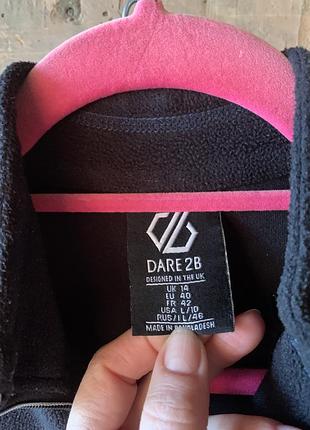 DARE 2B
DESIGNED IN THE UK
UK 14
EU 40
FR 42
USA L/10
RUS/I L/46
MADE IN BANGLADESH